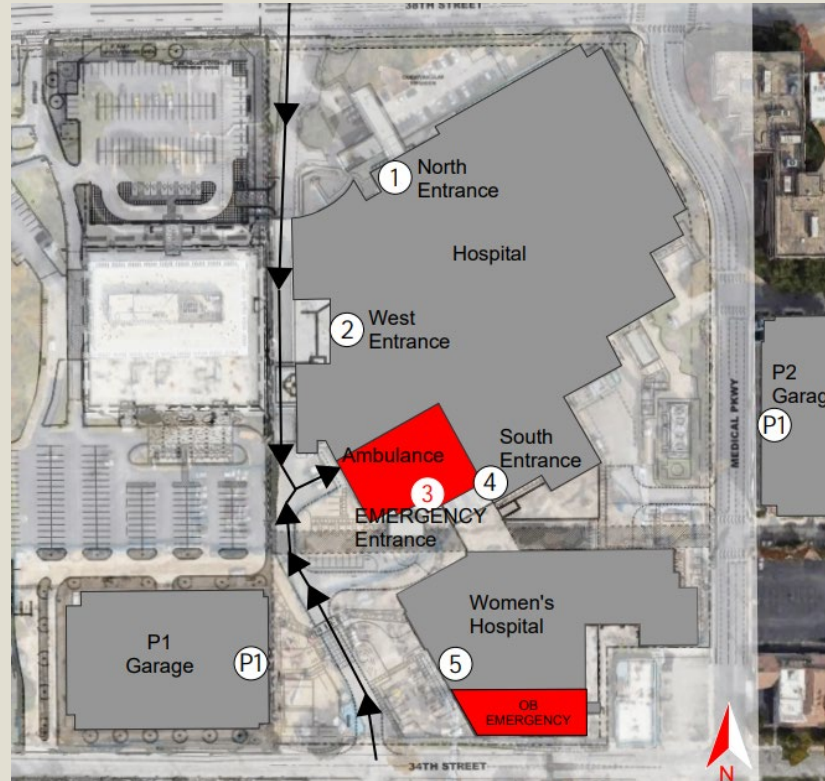 38TH STREET
1
North
Entrance
Hospital
2
West
Entrance
P2
Garag
P1
MEDICAL PKWY
South
Entrance
Ambulance
4
3
EMERGENCY
Entrance
Women's
Hospital
P1
Garage
P1
5
OB
EMERGENCY
34TH STREET
N